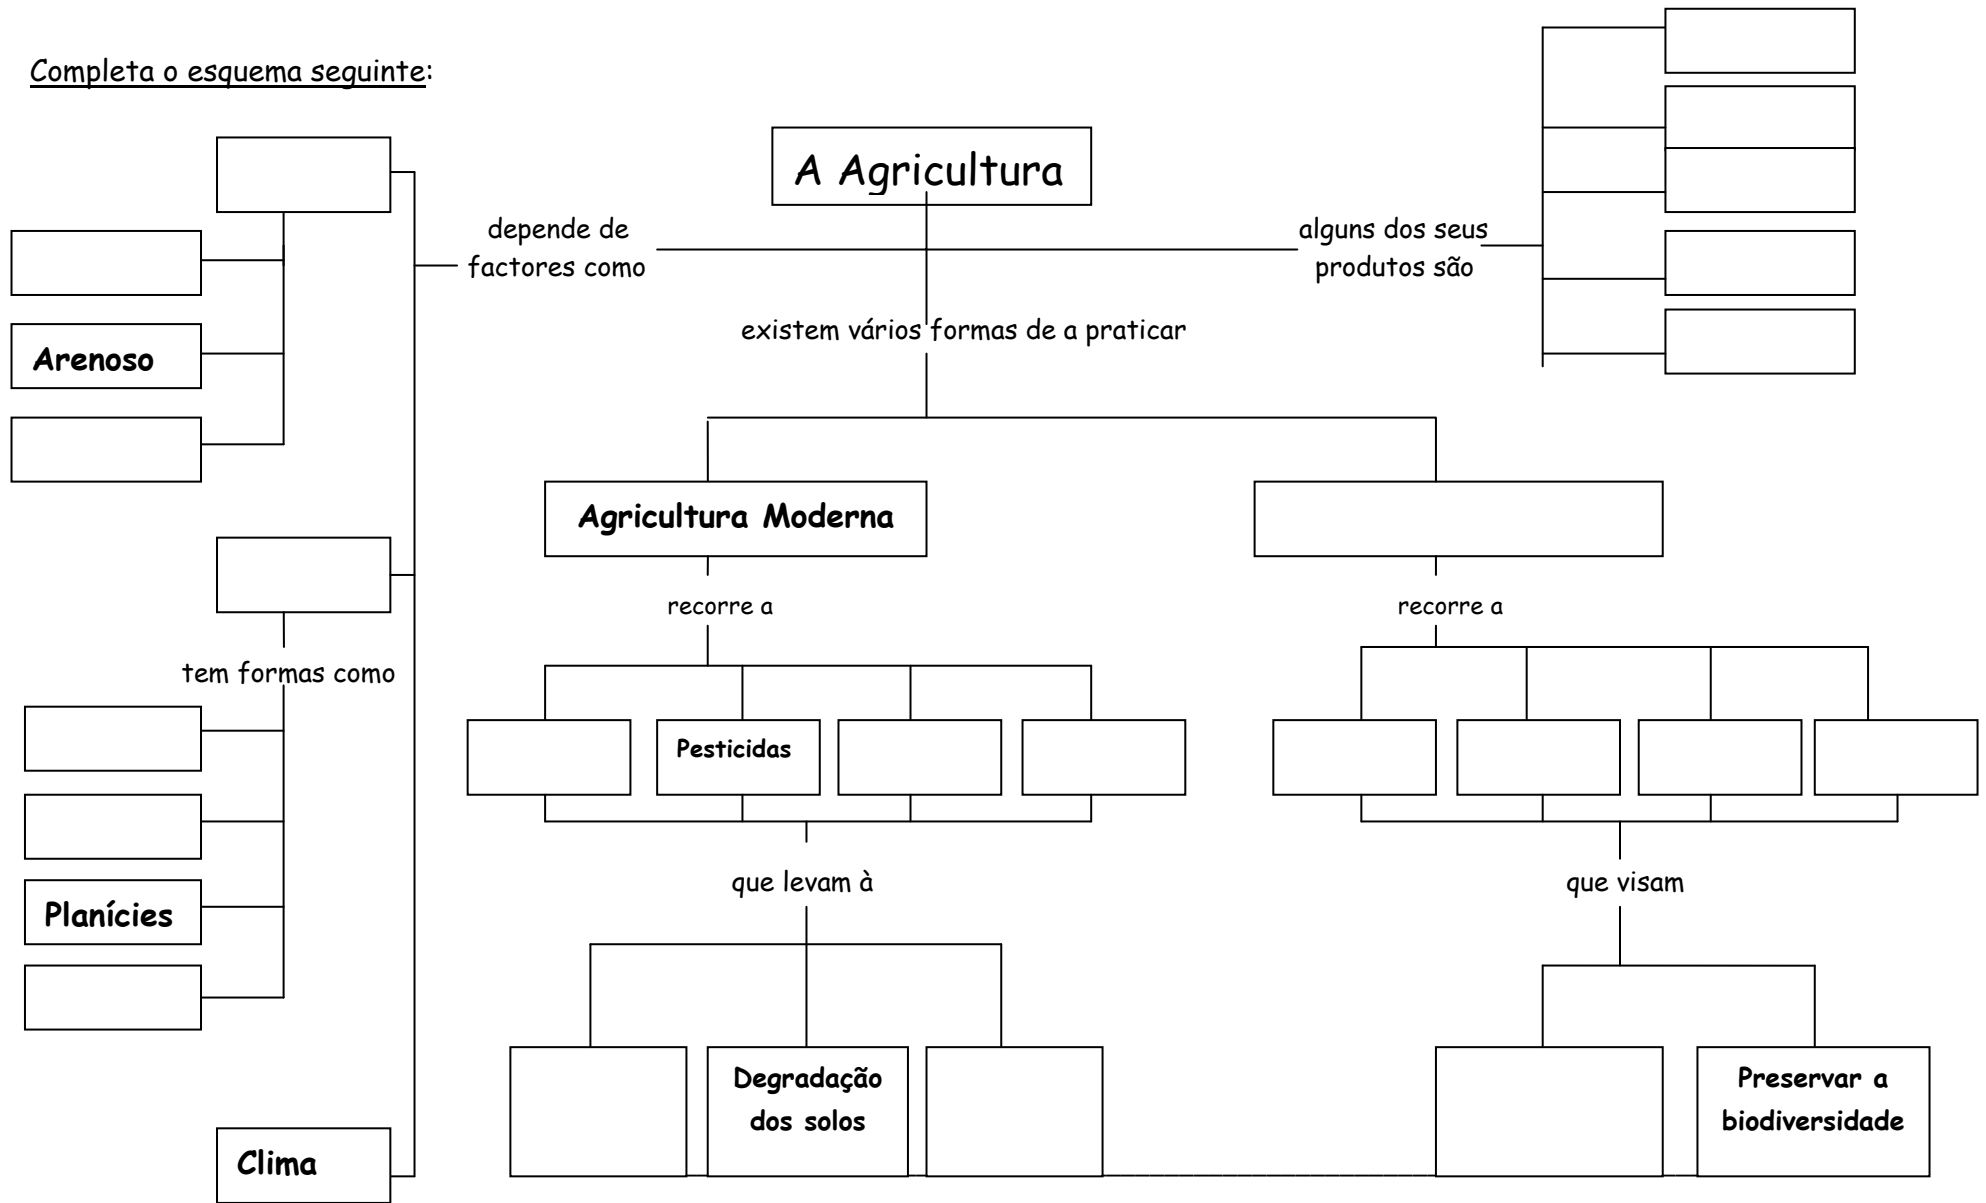 Completa o esquema seguinte:
A Agricultura
depende de
factores como
alguns dos seus
produtos são
existem vários formas de a praticar
Arenoso
Agricultura Moderna
recorre a
recorre a
tem formas como
Pesticidas
que levam à
que visam
Planícies
Degradação
dos solos
Preservar a
biodiversidade
Clima